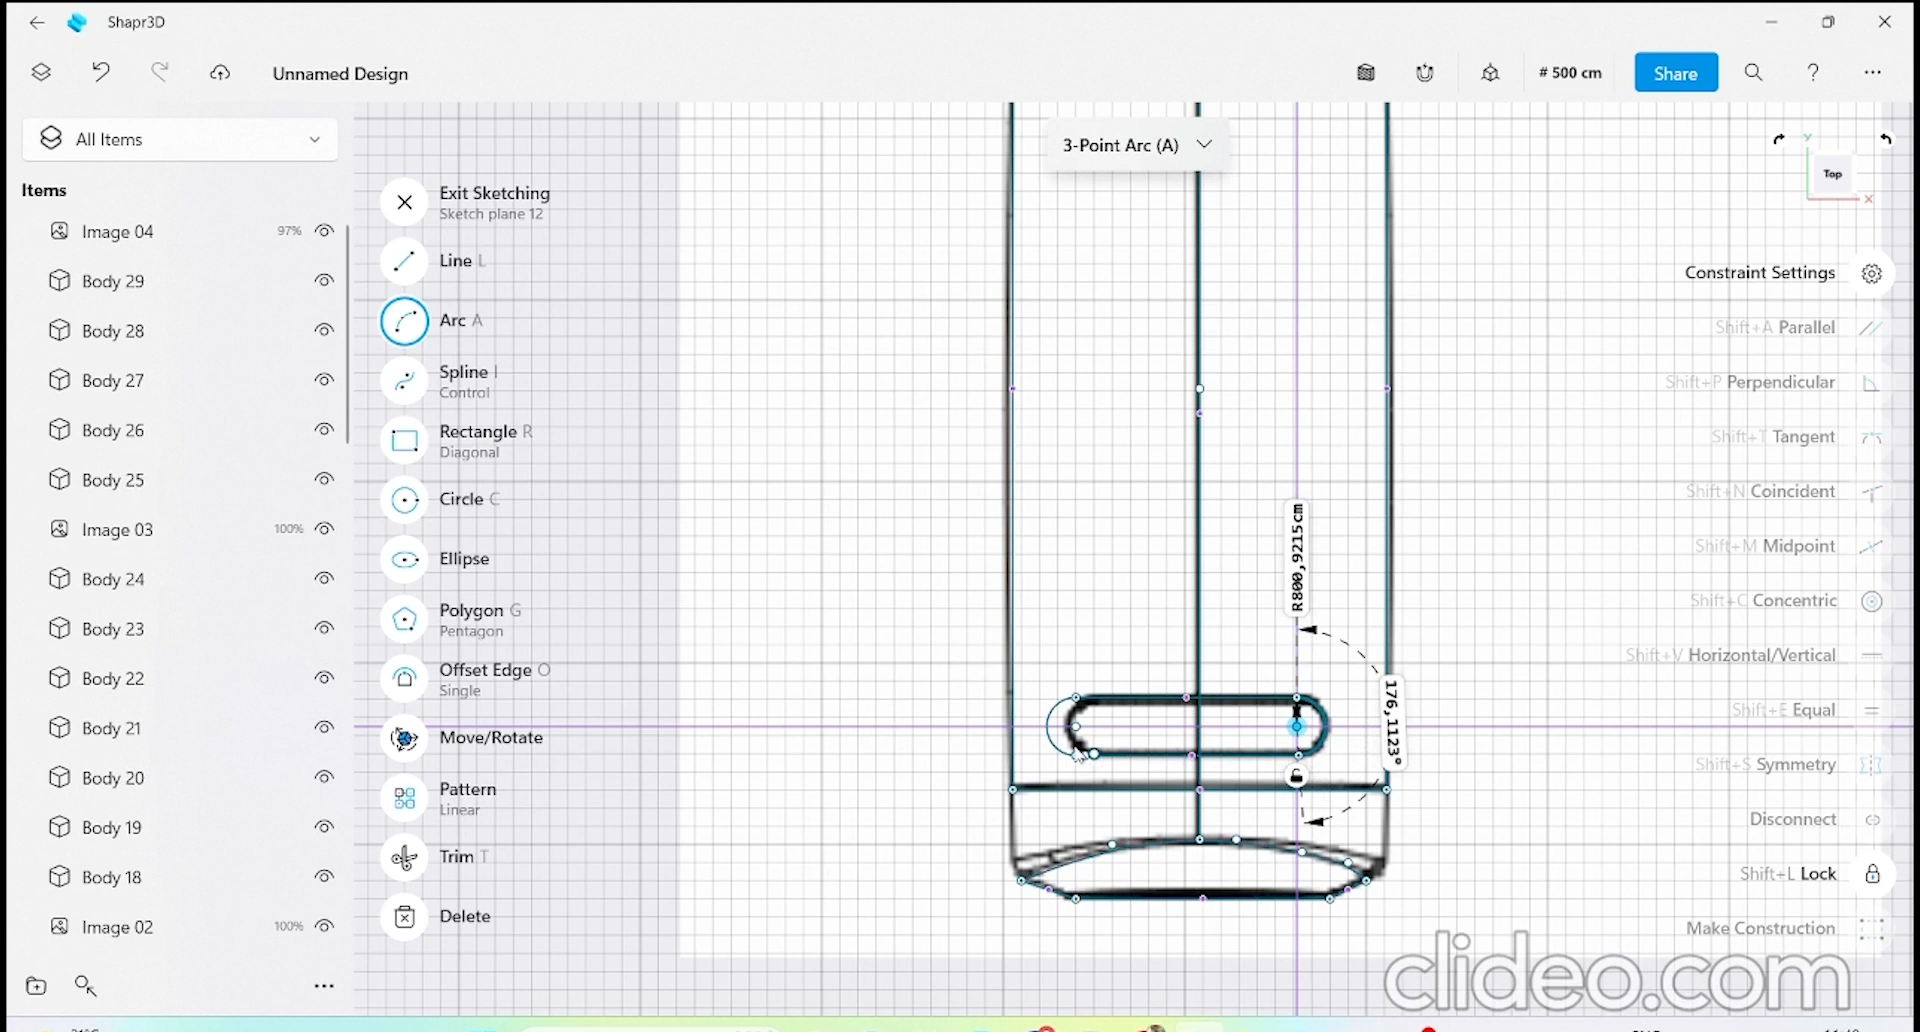 Shapr3D
Unnamed Design
# 500 cm
Share
All Items
3-Point Arc (A)
Top
Y
X
Items
Image 04 97%
Body 29
Body 28
Body 27
Body 26
Body 25
Image 03 100%
Body 24
Body 23
Body 22
Body 21
Body 20
Body 19
Body 18
Image 02 100%
Exit Sketching
Sketch plane 12
Line L
Arc A
Spline I
Control
Rectangle R
Diagonal
Circle C
Ellipse
Polygon G
Pentagon
Offset Edge O
Single
Move/Rotate
Pattern
Linear
Trim T
Delete
R800,9215cm
176,1123°
Constraint Settings
Shift+A Parallel
Shift+P Perpendicular
Shift+T Tangent
Shift+N Coincident
Shift+M Midpoint
Shift+C Concentric
Shift+V Horizontal/Vertical
Shift+E Equal
Shift+S Symmetry
Disconnect
Shift+L Lock
Make Construction
clideo.com